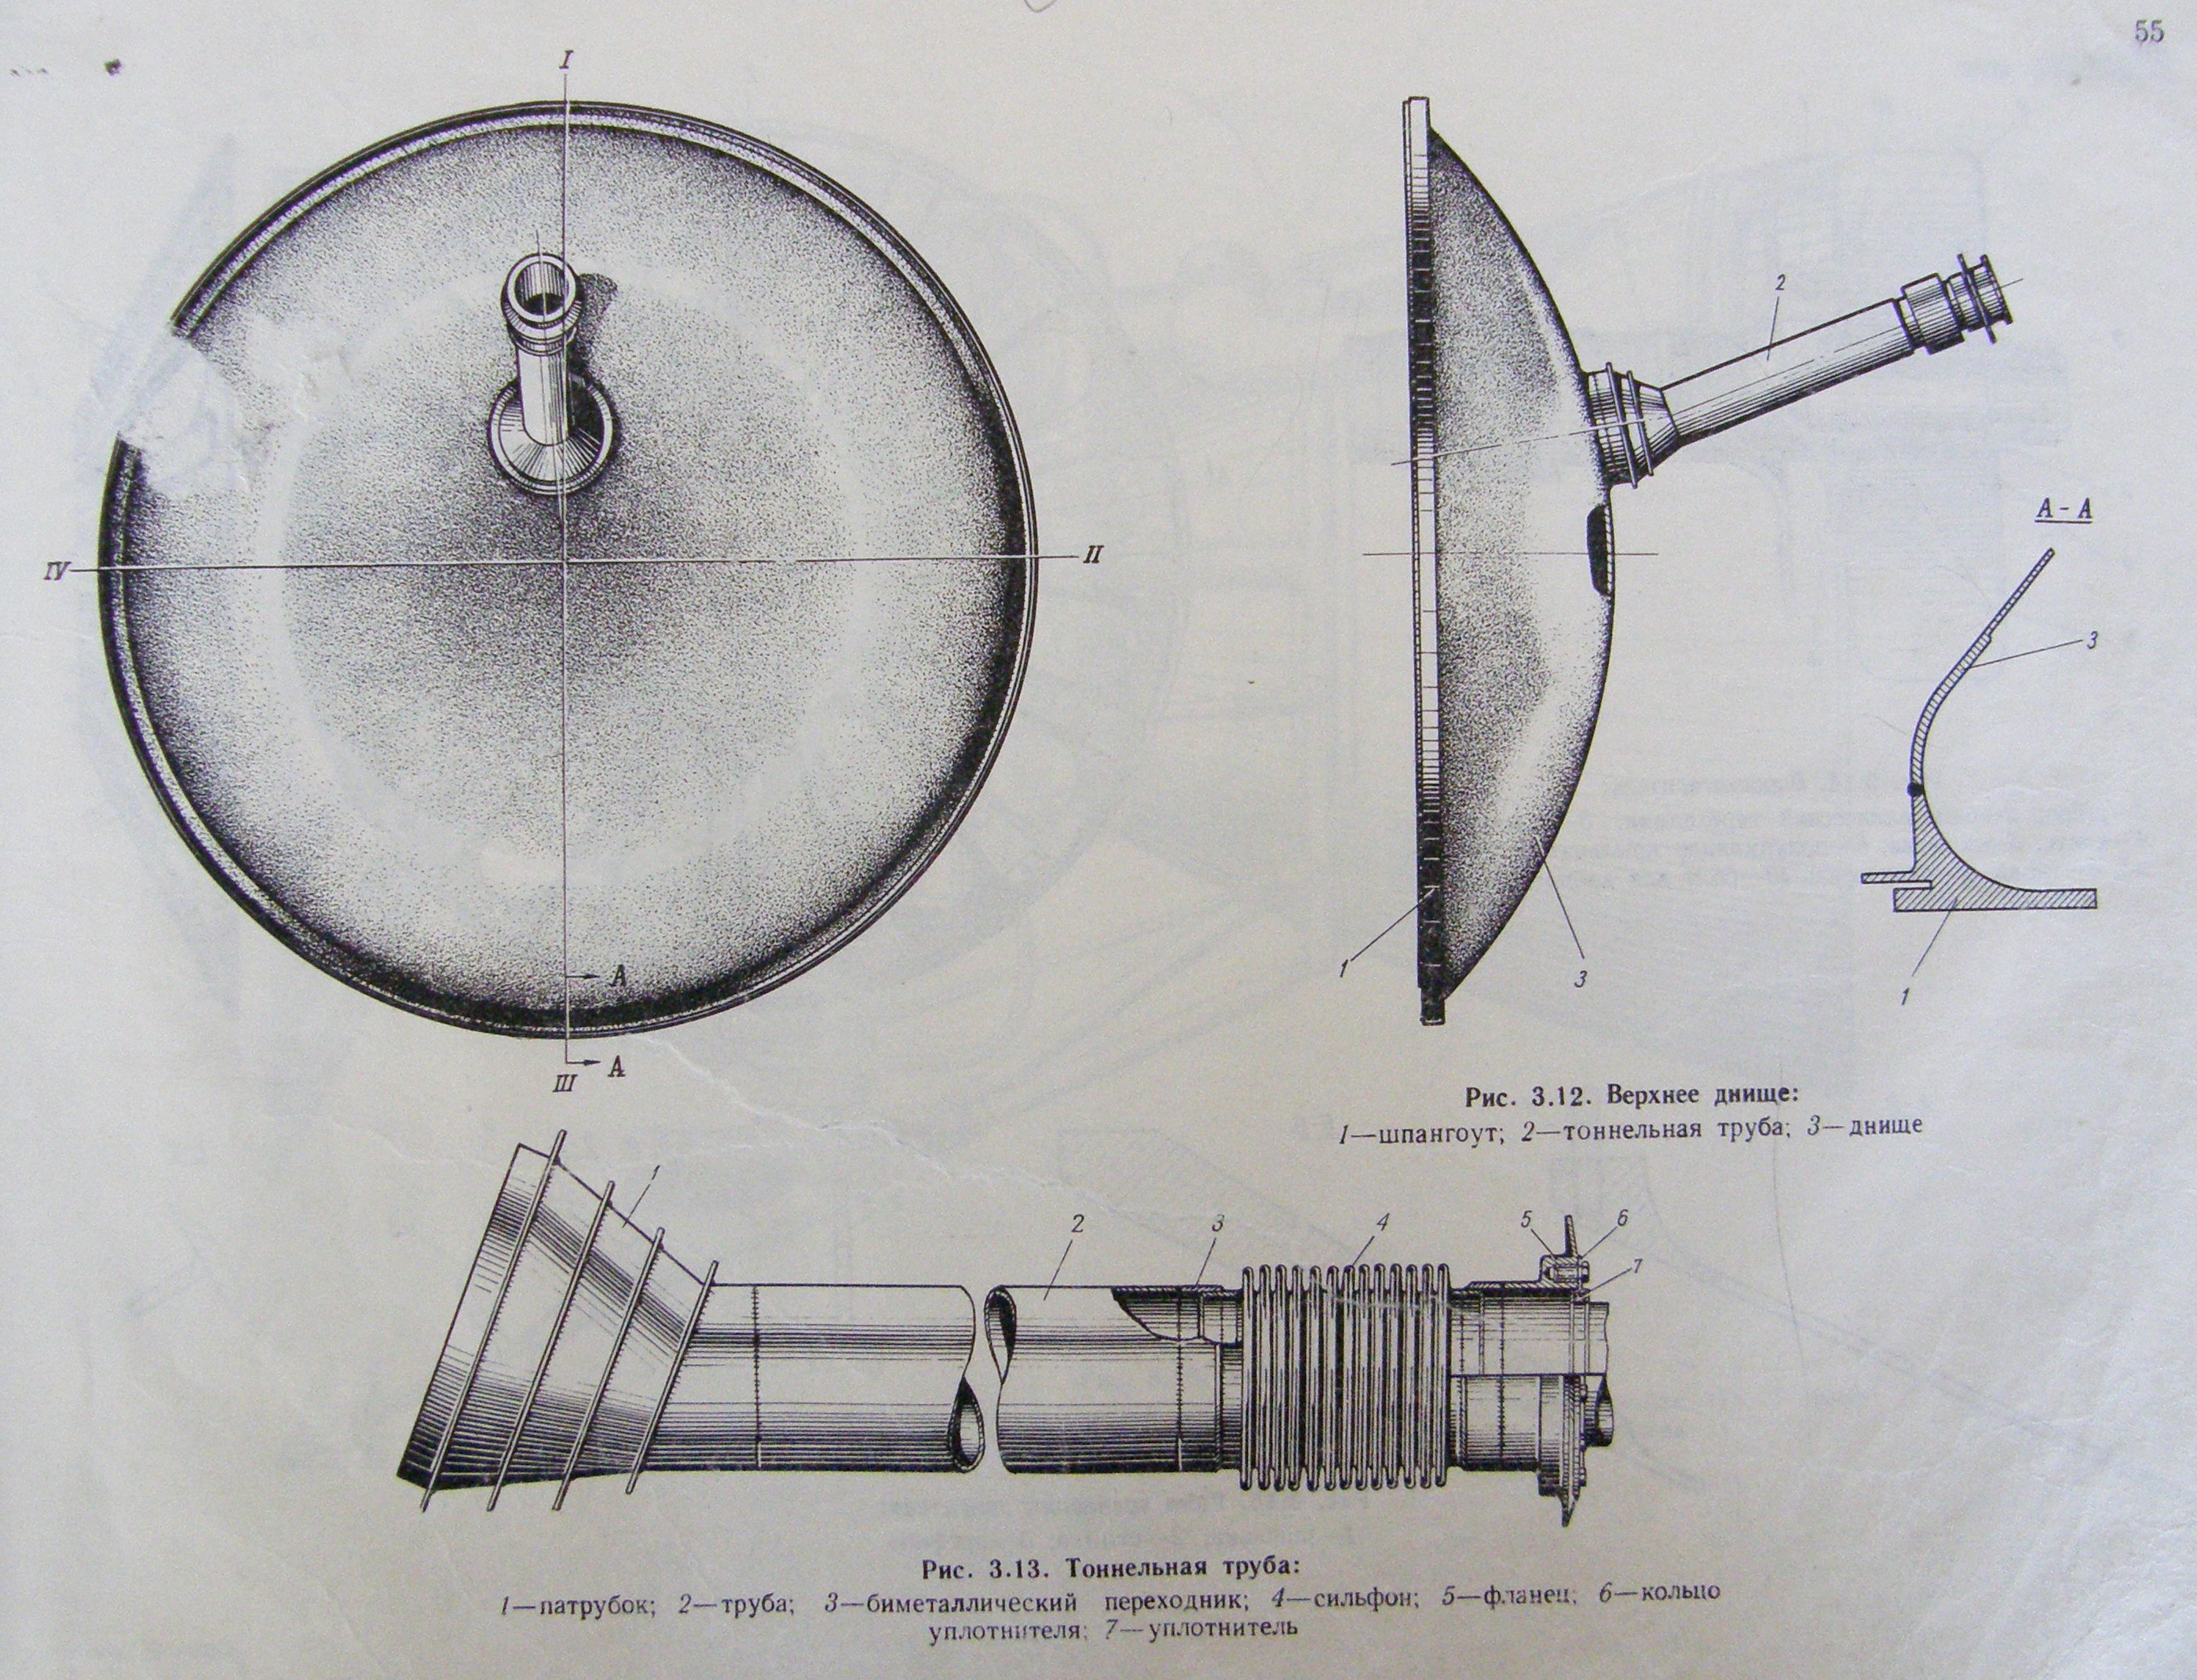 55
I
IV
II
A
A
III
2
A - A
3
1
3
1
Рис. 3.12. Верхнее днище:
1—шпангоут; 2—тоннельная труба; 3—днище
1
2
3
4
5
6
7
Рис. 3.13. Тоннельная труба:
1—патрубок; 2—труба; 3—биметаллический переходник; 4—сильфон; 5—фланец; 6—кольцо
уплотнителя; 7—уплотнитель